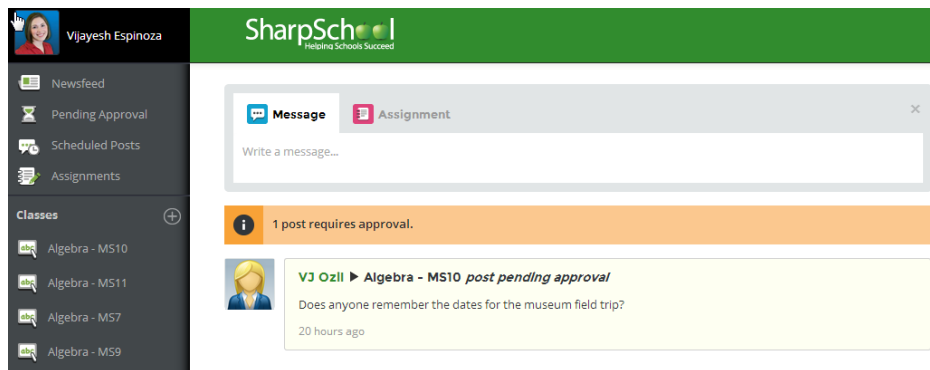 Vijayesh Espinoza
SharpSchool
Helping Schools Succeed
Newsfeed
Pending Approval
Scheduled Posts
Assignments
Classes
Algebra - MS10
Algebra - MS11
Algebra - MS7
Algebra - MS9
Message
Assignment
×
Write a message...
1 post requires approval.
VJ Ozil ▶ Algebra - MS10 post pending approval
Does anyone remember the dates for the museum field trip?
20 hours ago